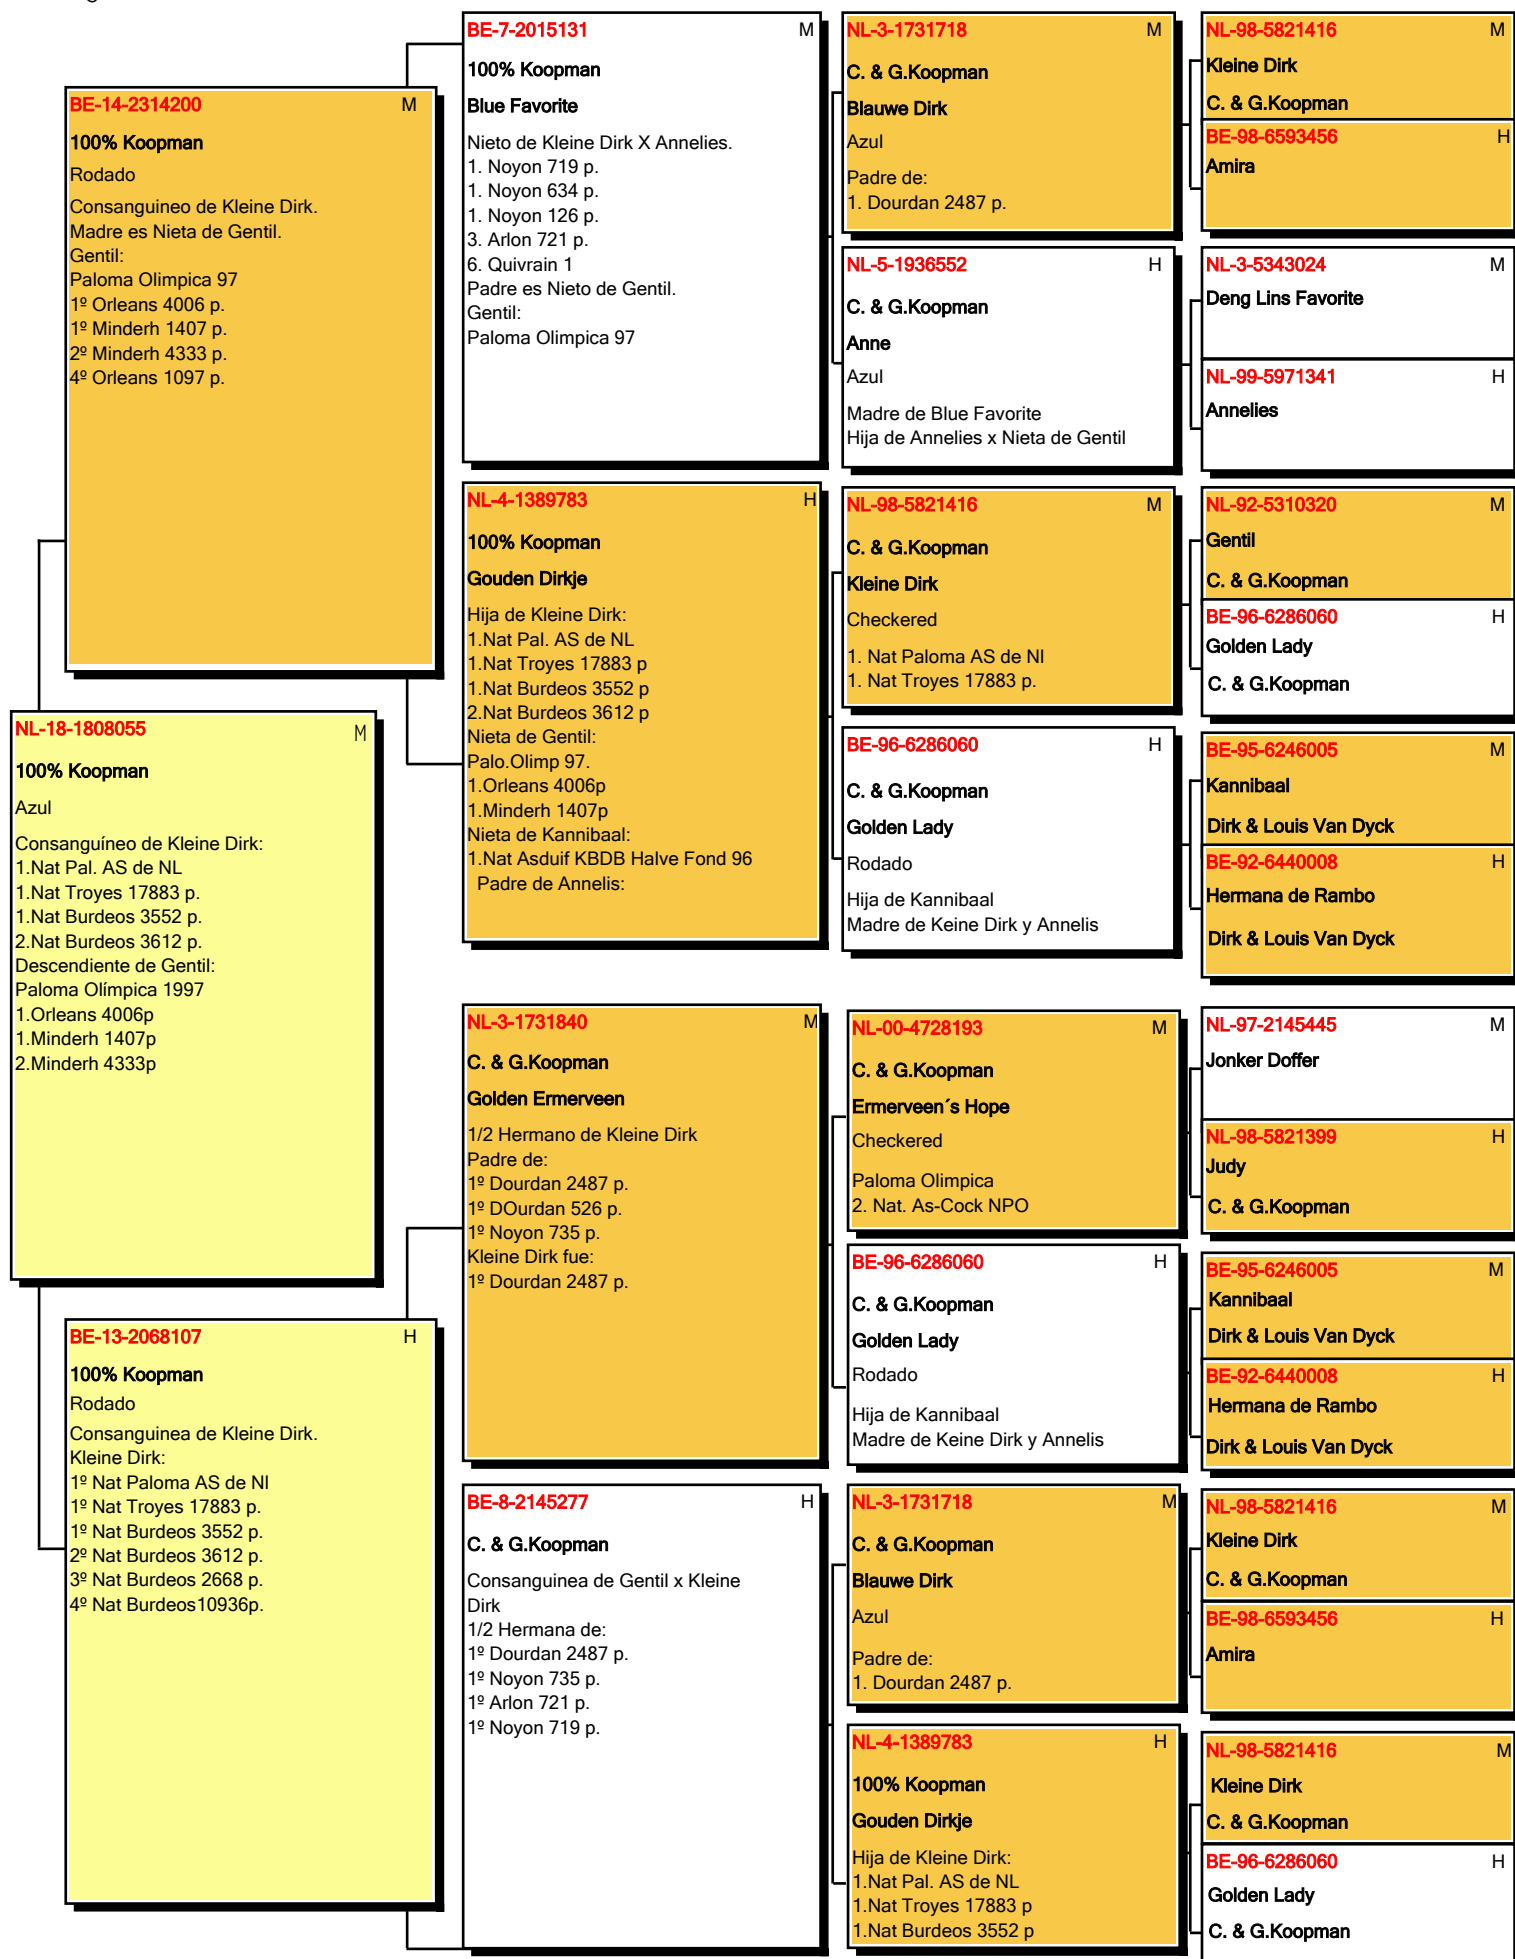 BE-14-2314200 M
100% Koopman
Rodado
Consanguineo de Kleine Dirk.
Madre es Nieta de Gentil.
Gentil:
Paloma Olimpica 97
1º Orleans 4006 p.
1º Minderh 1407 p.
2º Minderh 4333 p.
4º Orleans 1097 p.
NL-18-1808055 M
100% Koopman
Azul
Consanguíneo de Kleine Dirk:
1.Nat Pal. AS de NL
1.Nat Troyes 17883 p.
1.Nat Burdeos 3552 p.
2.Nat Burdeos 3612 p.
Descendiente de Gentil:
Paloma Olímpica 1997
1.Orleans 4006p
1.Minderh 1407p
2.Minderh 4333p
BE-13-2068107 H
100% Koopman
Rodado
Consanguinea de Kleine Dirk.
Kleine Dirk:
1º Nat Paloma AS de Nl
1º Nat Troyes 17883 p.
1º Nat Burdeos 3552 p.
2º Nat Burdeos 3612 p.
3º Nat Burdeos 2668 p.
4º Nat Burdeos10936p.
BE-7-2015131 M
100% Koopman
Blue Favorite
Nieto de Kleine Dirk X Annelies.
1. Noyon 719 p.
1. Noyon 634 p.
1. Noyon 126 p.
3. Arlon 721 p.
6. Quivrain 1
Padre es Nieto de Gentil.
Gentil:
Paloma Olimpica 97
NL-4-1389783 H
100% Koopman
Gouden Dirkje
Hija de Kleine Dirk:
1.Nat Pal. AS de NL
1.Nat Troyes 17883 p
1.Nat Burdeos 3552 p
2.Nat Burdeos 3612 p
Nieta de Gentil:
Palo.Olimp 97.
1.Orleans 4006p
1.Minderh 1407p
Nieta de Kannibaal:
1.Nat Asduif KBDB Halve Fond 96
Padre de Annelis:
NL-3-1731840 M
C. & G.Koopman
Golden Ermerveen
1/2 Hermano de Kleine Dirk
Padre de:
1º Dourdan 2487 p.
1º DOurdan 526 p.
1º Noyon 735 p.
Kleine Dirk fue:
1º Dourdan 2487 p.
BE-8-2145277 H
C. & G.Koopman
Consanguinea de Gentil x Kleine
Dirk
1/2 Hermana de:
1º Dourdan 2487 p.
1º Noyon 735 p.
1º Arlon 721 p.
1º Noyon 719 p.
NL-3-1731718 M
C. & G.Koopman
Blauwe Dirk
Azul
Padre de:
1. Dourdan 2487 p.
NL-5-1936552 H
C. & G.Koopman
Anne
Azul
Madre de Blue Favorite
Hija de Annelies x Nieta de Gentil
NL-98-5821416 M
C. & G.Koopman
Kleine Dirk
Checkered
1. Nat Paloma AS de Nl
1. Nat Troyes 17883 p.
BE-96-6286060 H
C. & G.Koopman
Golden Lady
Rodado
Hija de Kannibaal
Madre de Keine Dirk y Annelis
NL-00-4728193 M
C. & G.Koopman
Ermerveen´s Hope
Checkered
Paloma Olimpica
2. Nat. As-Cock NPO
BE-96-6286060 H
C. & G.Koopman
Golden Lady
Rodado
Hija de Kannibaal
Madre de Keine Dirk y Annelis
NL-3-1731718 M
C. & G.Koopman
Blauwe Dirk
Azul
Padre de:
1. Dourdan 2487 p.
NL-4-1389783 H
100% Koopman
Gouden Dirkje
Hija de Kleine Dirk:
1.Nat Pal. AS de NL
1.Nat Troyes 17883 p
1.Nat Burdeos 3552 p
NL-98-5821416 M
Kleine Dirk
C. & G.Koopman
BE-98-6593456 H
Amira
NL-3-5343024 M
Deng Lins Favorite
NL-99-5971341 H
Annelies
NL-92-5310320 M
Gentil
C. & G.Koopman
BE-96-6286060 H
Golden Lady
C. & G.Koopman
BE-95-6246005 M
Kannibaal
Dirk & Louis Van Dyck
BE-92-6440008 H
Hermana de Rambo
Dirk & Louis Van Dyck
NL-97-2145445 M
Jonker Doffer
NL-98-5821399 H
Judy
C. & G.Koopman
BE-95-6246005 M
Kannibaal
Dirk & Louis Van Dyck
BE-92-6440008 H
Hermana de Rambo
Dirk & Louis Van Dyck
NL-98-5821416 M
Kleine Dirk
C. & G.Koopman
BE-98-6593456 H
Amira
NL-98-5821416 M
Kleine Dirk
C. & G.Koopman
BE-96-6286060 H
Golden Lady
C. & G.Koopman